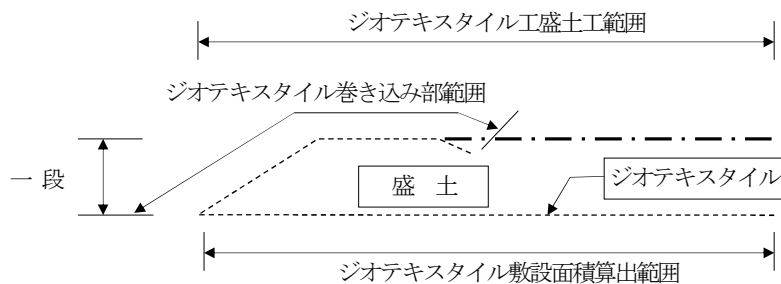 ジオテキスタイル工盛土工範囲
ジオテキスタイル巻き込み部範囲
一 段
盛 土
ジオテキスタイル
ジオテキスタイル敷設面積算出範囲